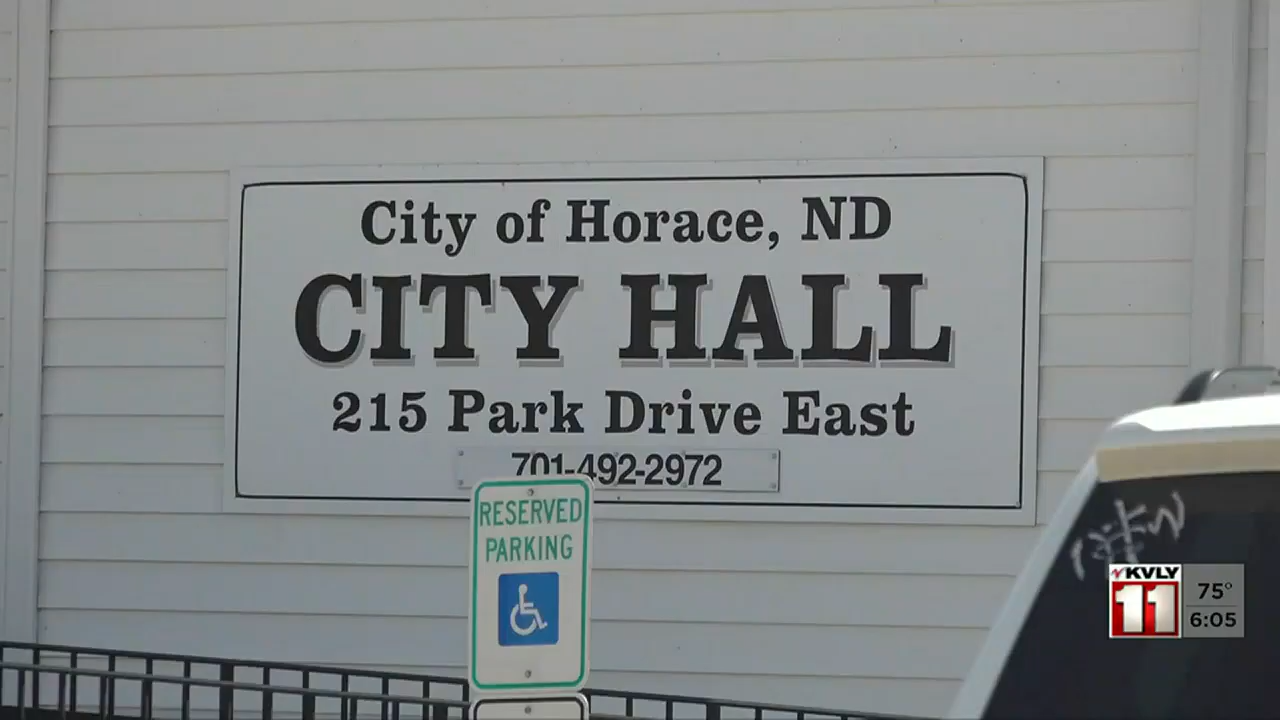 City of Horace, ND
CITY HALL
215 Park Drive East
701-492-2972
RESERVED
PARKING
KVLY
11
75°
6:05